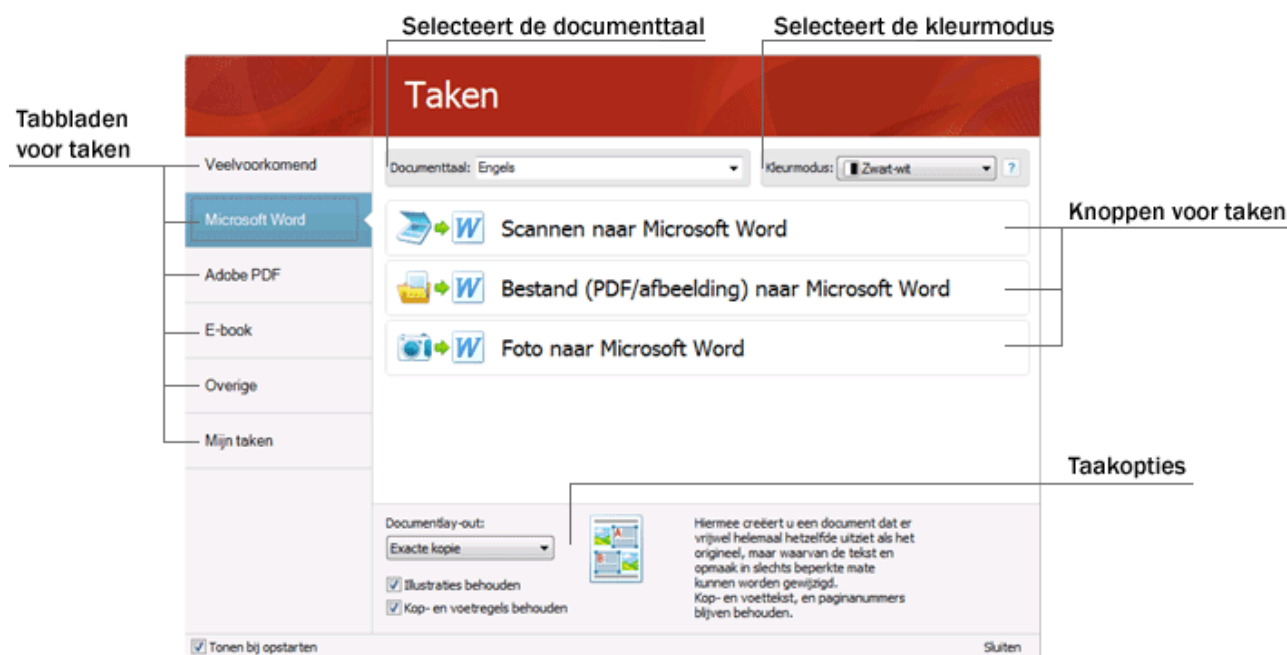 Selecteert de documenttaal
Selecteert de kleurmodus
Taken
Tabbladen
voor taken
Veelvoorkomend
Documenttaal: Engels
Kleurmodus: Zwart-wit ?
Microsoft Word
Scannen naar Microsoft Word
Knoppen voor taken
Adobe PDF
Bestand (PDF/afbeelding) naar Microsoft Word
E-book
Foto naar Microsoft Word
Overige
Mijn taken
Taakopties
Documentlay-out:
Exacte kopie
Illustraties behouden
Kop- en voetregels behouden
Hiermee creëert u een document dat er
vrijwel helemaal hetzelfde uitziet als het
origineel, maar waarvan de tekst en
opmaak in slechts beperkte mate
kunnen worden gewijzigd.
Kop- en voettekst, en paginanummers
blijven behouden.
Tonen bij opstarten
Sluiten